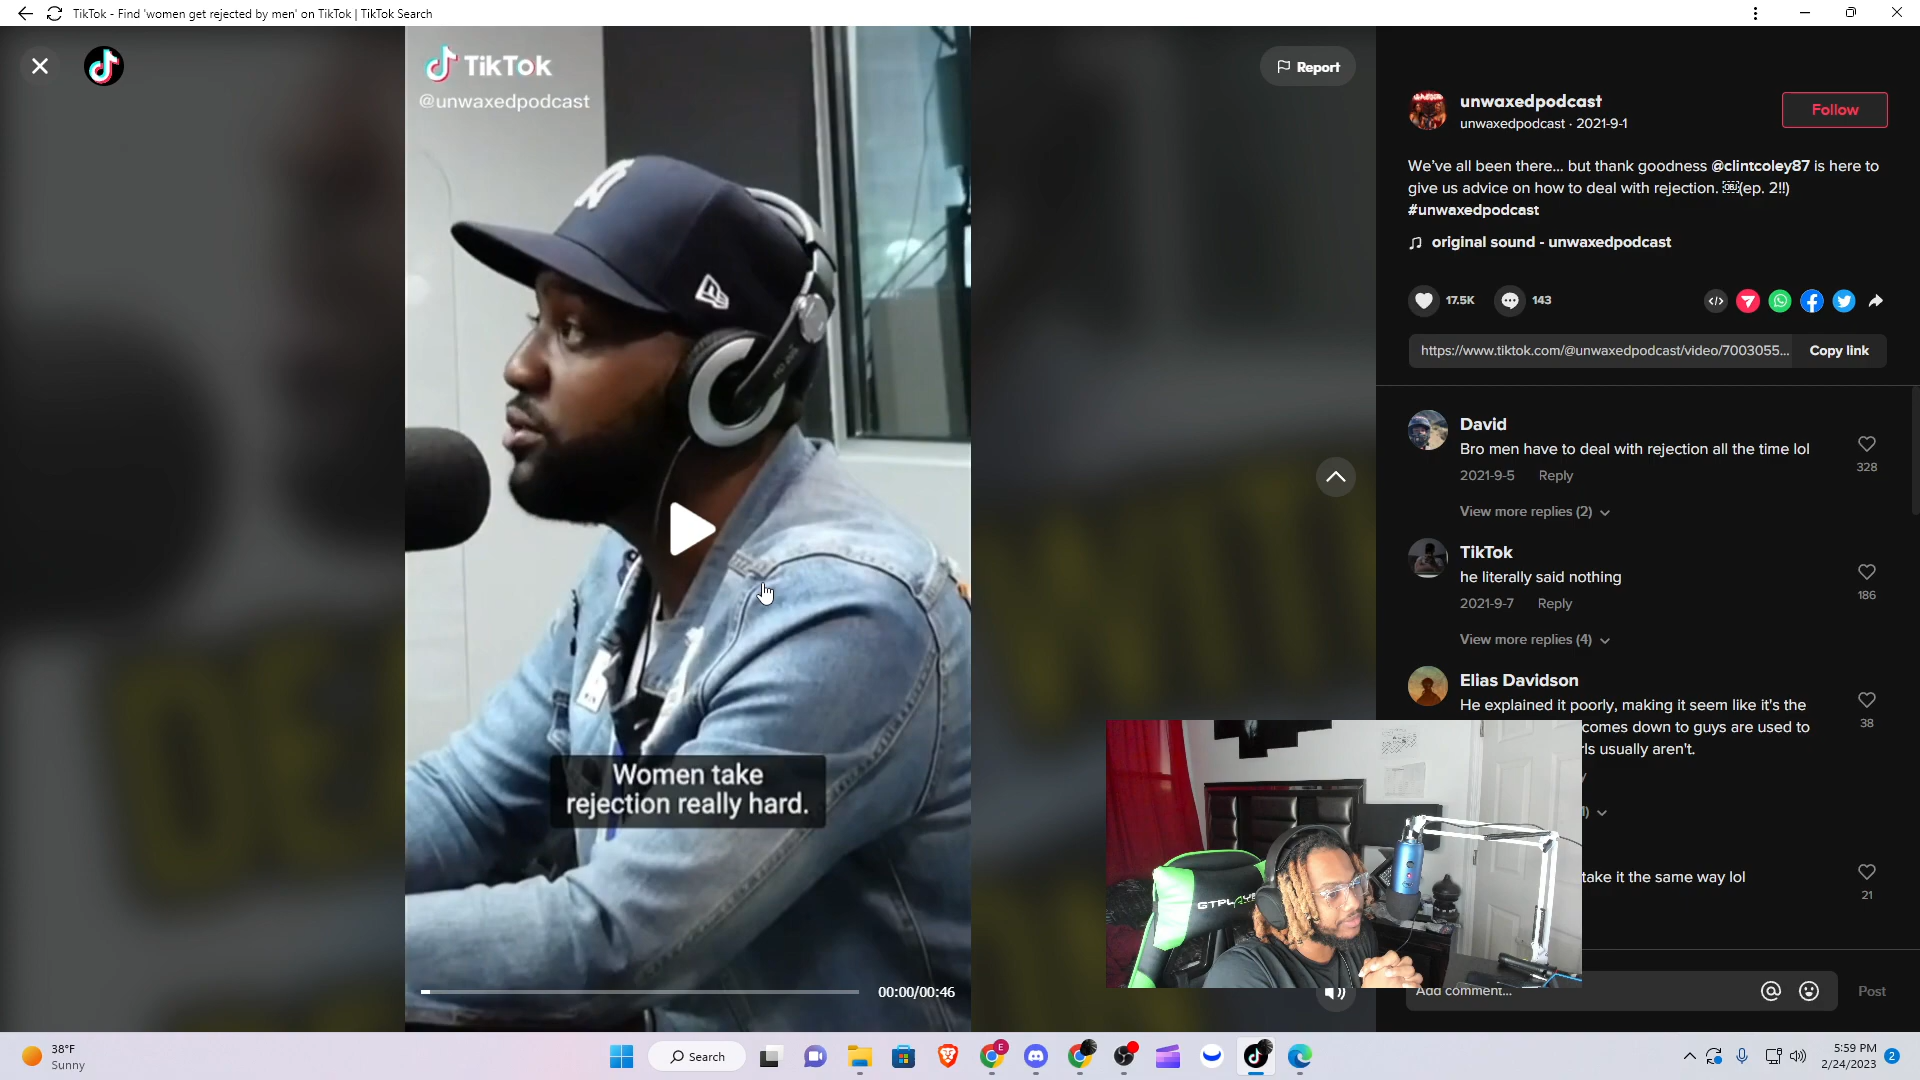 TikTok - Find 'women get rejected by men' on TikTok | TikTok Search
TikTok
@unwaxedpodcast
Report
Women take
rejection really hard.
00:00/00:46
unwaxedpodcast
unwaxedpodcast · 2021-9-1
Follow
We've all been there... but thank goodness @clintcoley87 is here to
give us advice on how to deal with rejection. (ep. 2!!)
#unwaxedpodcast
original sound - unwaxedpodcast
17.5K
143
https://www.tiktok.com/@unwaxedpodcast/video/7003055...
Copy link
David
Bro men have to deal with rejection all the time lol
328
2021-9-5 Reply
View more replies (2)
TikTok
he literally said nothing
186
2021-9-7 Reply
View more replies (4)
Elias Davidson
He explained it poorly, making it seem like it's the
38
comes down to guys are used to
usually aren't.
take it the same way lol
21
GTPLAYER
Add comment...
Post
38°F
Sunny
Search
5:59 PM
2/24/2023
2